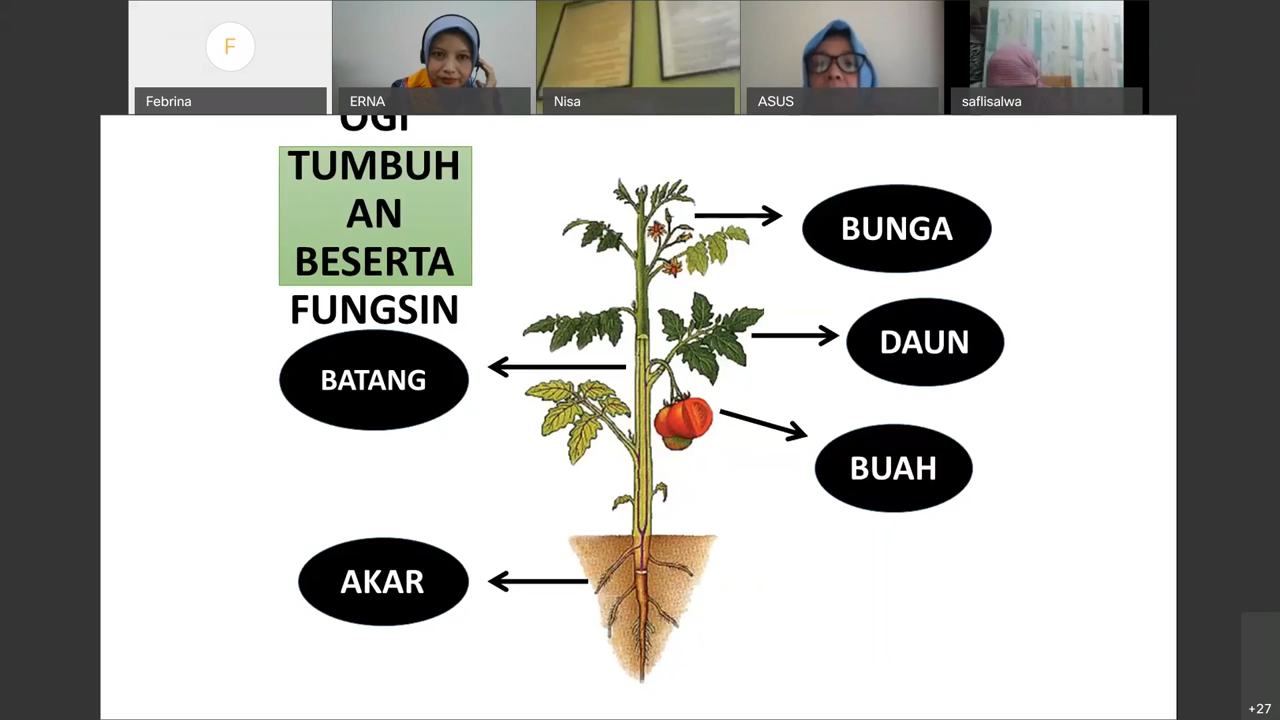 Febrina
ERNA
Nisa
ASUS
saflisalwa
F
OGI
TUMBUH
AN
BESERTA
FUNGSIN
BUNGA
DAUN
BATANG
BUAH
AKAR
+27